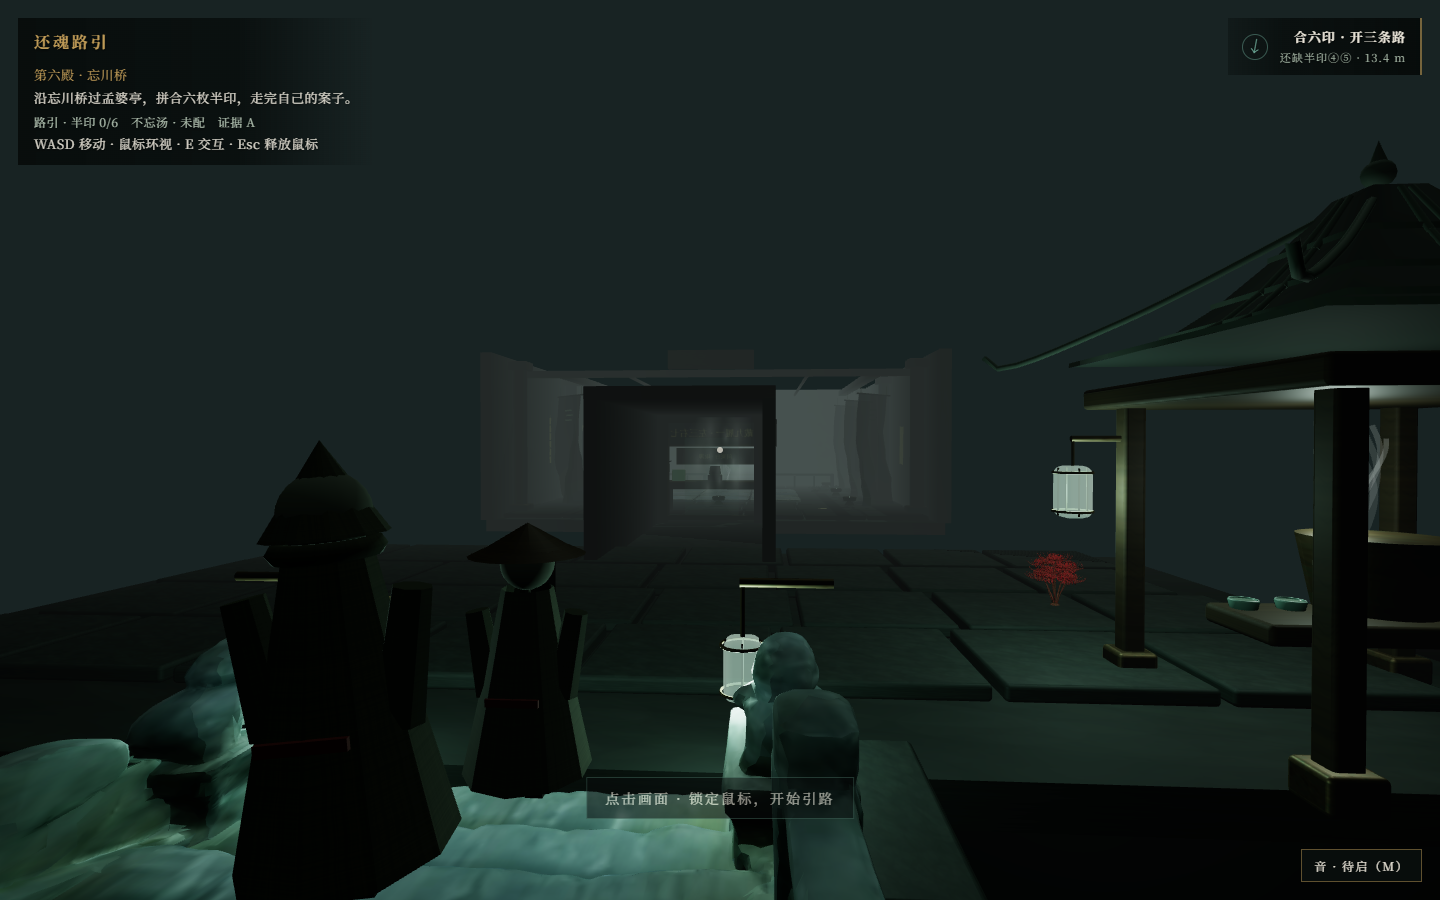 还魂路引
第六殿 · 忘川桥
沿忘川桥过孟婆亭，拼合六枚半印，走完自己的案子。
路引 · 半印 0/6 不忘汤 · 未配 证据 A
WASD 移动 · 鼠标环视 · E 交互 · Esc 释放鼠标
合六印 · 开三条路
还缺半印④⑤ · 13.4 m
点击画面 · 锁定鼠标，开始引路
音 · 待启（M）